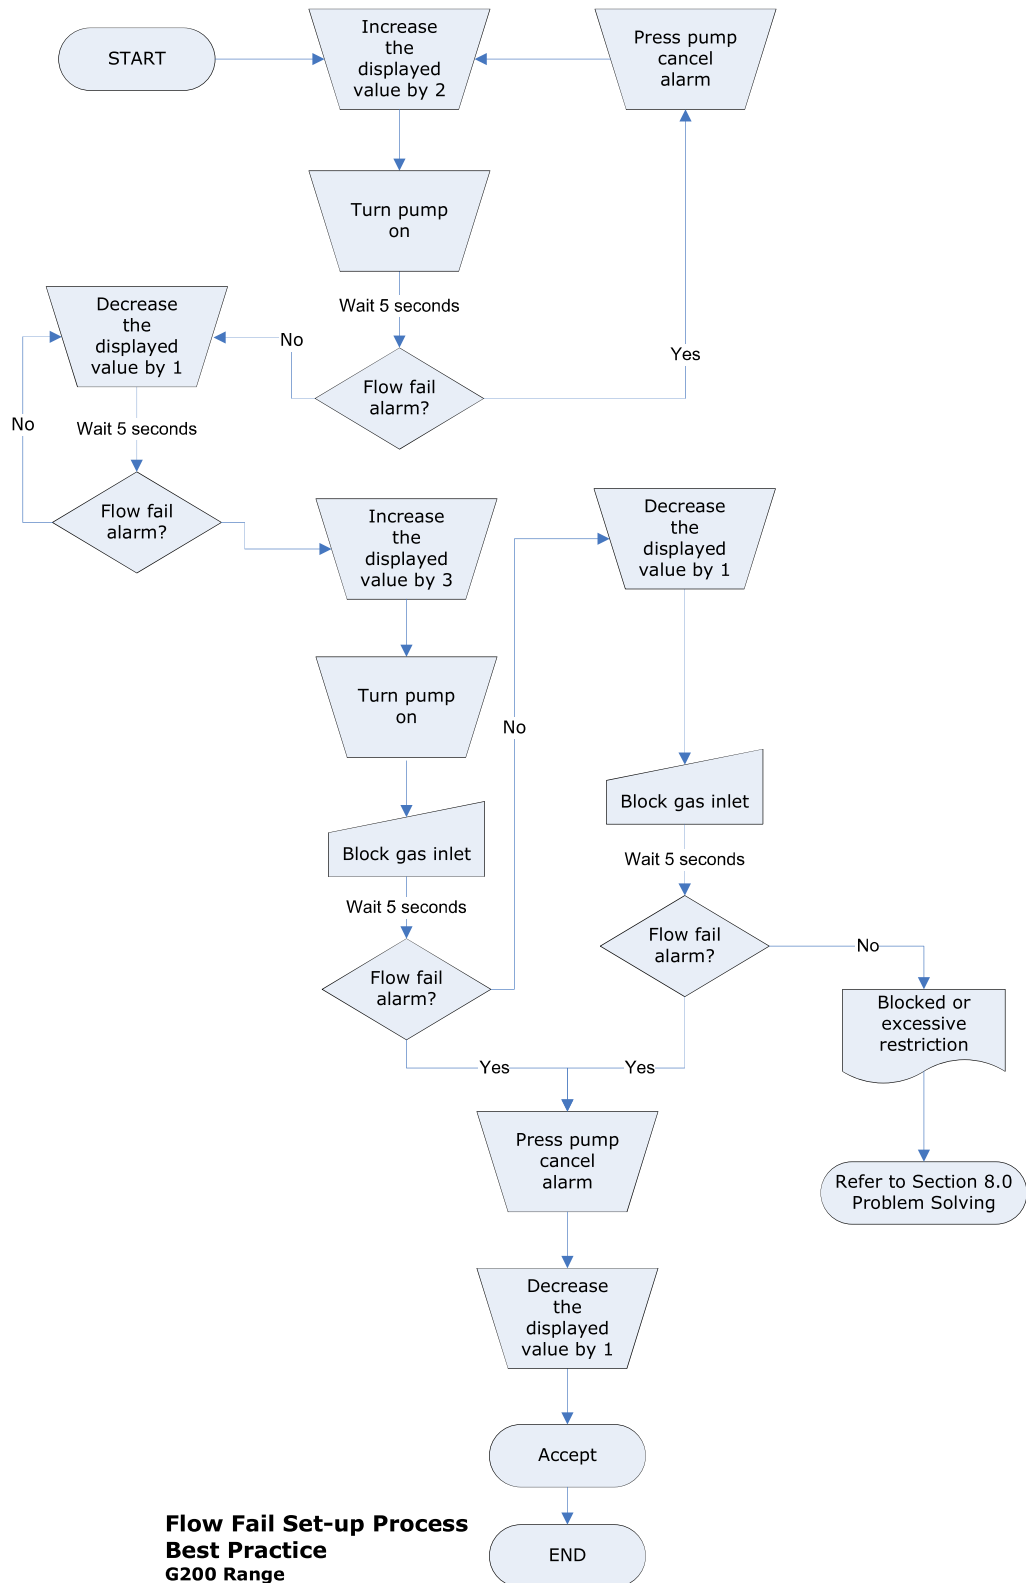 START
Increase
the
displayed
value by 2
Press pump
cancel
alarm
Turn pump
on
Wait 5 seconds
Decrease
the
displayed
value by 1
No
Yes
Flow fail
alarm?
No
Wait 5 seconds
Flow fail
alarm?
Increase
the
displayed
value by 3
Decrease
the
displayed
value by 1
Turn pump
on
No
Block gas inlet
Block gas inlet
Wait 5 seconds
Wait 5 seconds
Flow fail
alarm?
Flow fail
alarm?
No
Blocked or
excessive
restriction
Yes
Yes
Press pump
cancel
alarm
Refer to Section 8.0
Problem Solving
Decrease
the
displayed
value by 1
Accept
END
Flow Fail Set-up Process
Best Practice
G200 Range